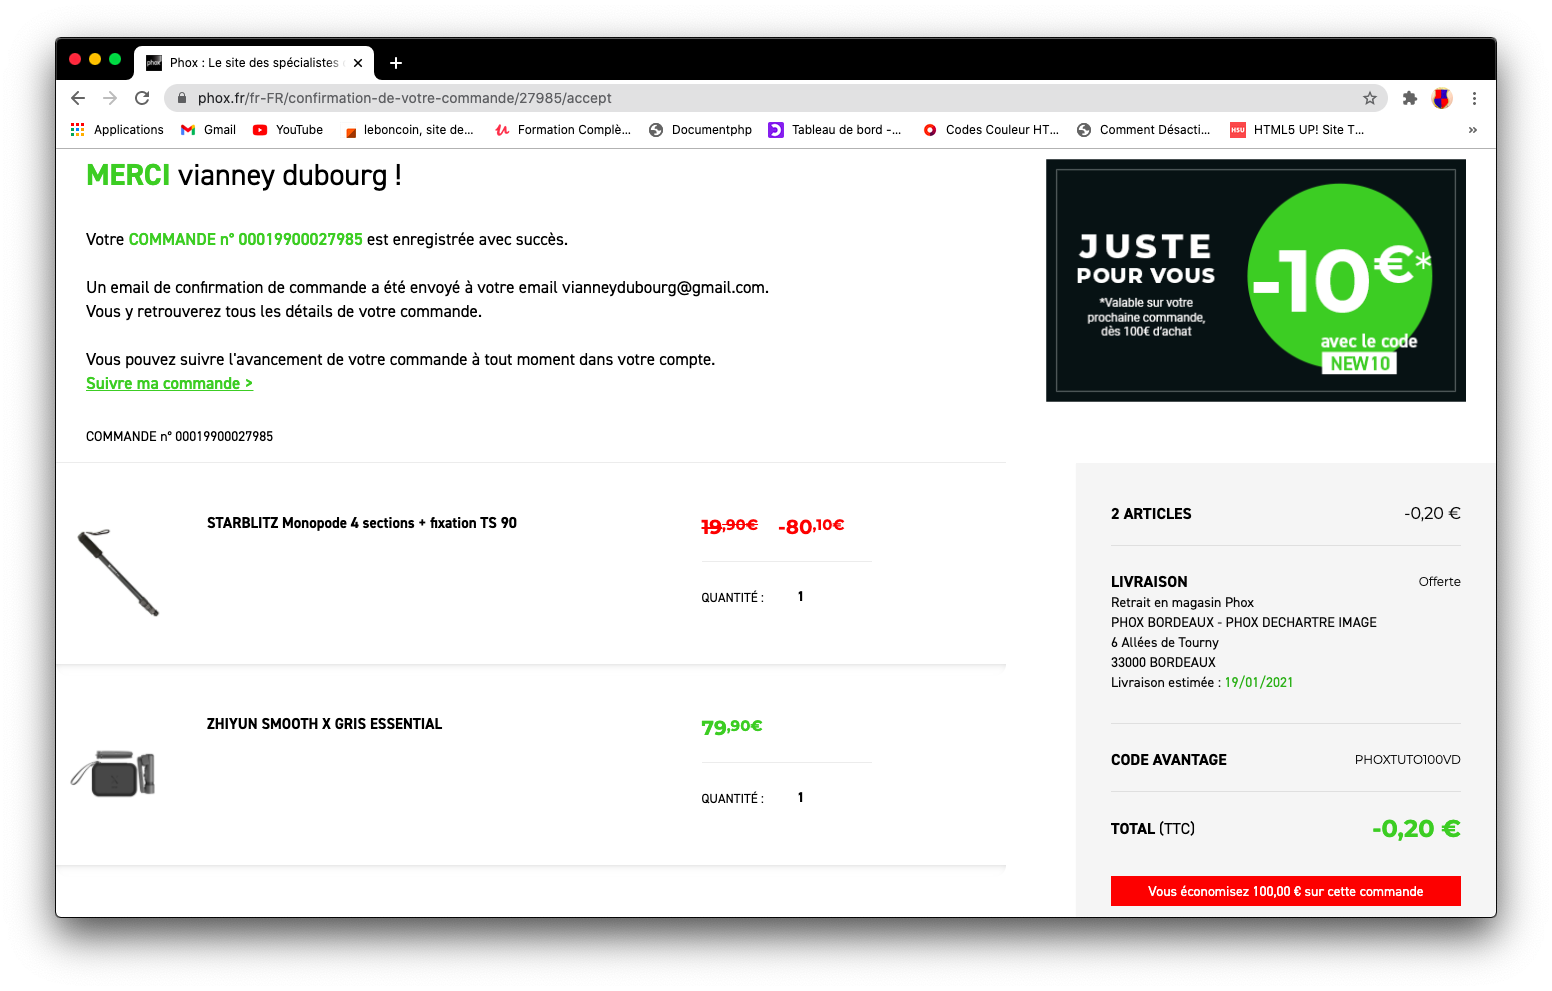 Phox : Le site des spécialistes
phox.fr/fr-FR/confirmation-de-votre-commande/27985/accept
Applications
Gmail
YouTube
leboncoin, site de...
Formation Complè...
Documentphp
Tableau de bord -...
Codes Couleur HT...
Comment Désacti...
HTML5 UP! Site T...
»
MERCI vianney dubourg !
Votre COMMANDE n° 00019900027985 est enregistrée avec succès.
Un email de confirmation de commande a été envoyé à votre email vianneydubourg@gmail.com.
Vous y retrouverez tous les détails de votre commande.
Vous pouvez suivre l'avancement de votre commande à tout moment dans votre compte.
Suivre ma commande >
COMMANDE n° 00019900027985
JUSTE
POUR VOUS
*Valable sur votre
prochaine commande,
dès 100€ d'achat
-10€*
avec le code
NEW10
STARBLITZ Monopode 4 sections + fixation TS 90
19,90€ -80,10€
QUANTITÉ : 1
ZHIYUN SMOOTH X GRIS ESSENTIAL
79,90€
QUANTITÉ : 1
2 ARTICLES -0,20 €
LIVRAISON Offerte
Retrait en magasin Phox
PHOX BORDEAUX - PHOX DECHARTRE IMAGE
6 Allées de Tourny
33000 BORDEAUX
Livraison estimée : 19/01/2021
CODE AVANTAGE PHOXTUTO100VD
TOTAL (TTC) -0,20 €
Vous économisez 100,00 € sur cette commande